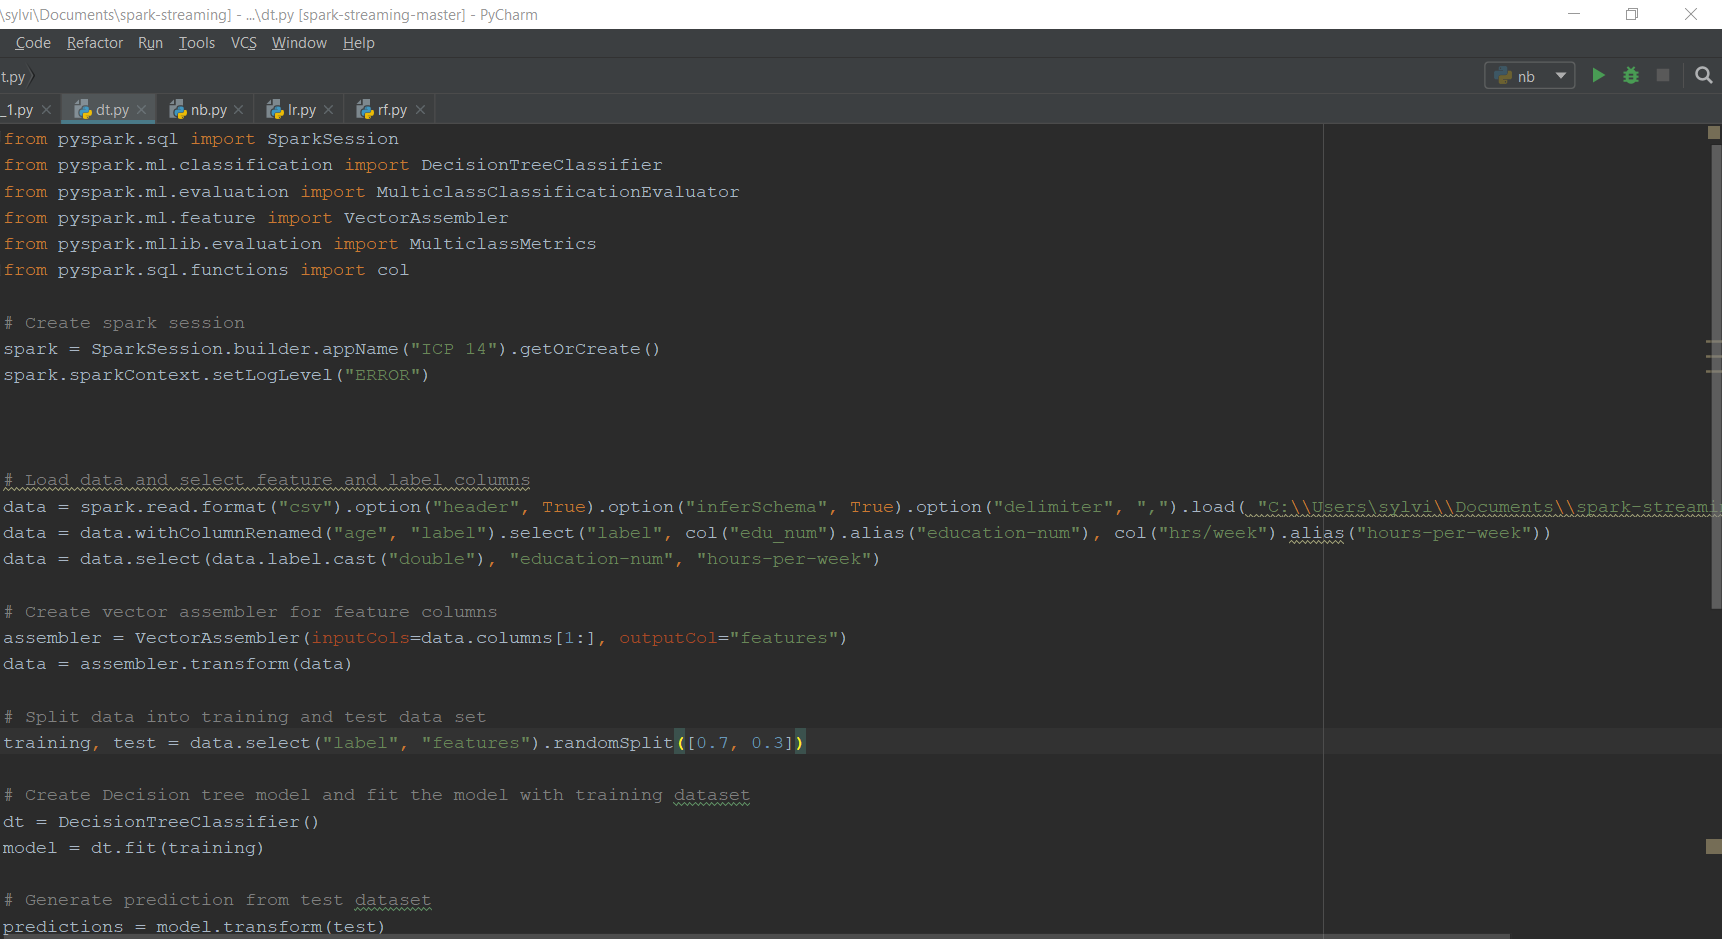 \sylvi\Documents\spark-streaming] - ...\dt.py [spark-streaming-master] - PyCharm
Code Refactor Run Tools VCS Window Help
t.py
nb
_1.py dt.py nb.py lr.py rf.py
from pyspark.sql import SparkSession
from pyspark.ml.classification import DecisionTreeClassifier
from pyspark.ml.evaluation import MulticlassClassificationEvaluator
from pyspark.ml.feature import VectorAssembler
from pyspark.mllib.evaluation import MulticlassMetrics
from pyspark.sql.functions import col
# Create spark session
spark = SparkSession.builder.appName("ICP 14").getOrCreate()
spark.sparkContext.setLogLevel("ERROR")
# Load data and select feature and label columns
data = spark.read.format("csv").option("header", True).option("inferSchema", True).option("delimiter", ",").load( "C:\\Users\sylvi\\Documents\\spark-streami
data = data.withColumnRenamed("age", "label").select("label", col("edu_num").alias("education-num"), col("hrs/week").alias("hours-per-week"))
data = data.select(data.label.cast("double"), "education-num", "hours-per-week")
# Create vector assembler for feature columns
assembler = VectorAssembler(inputCols=data.columns[1:], outputCol="features")
data = assembler.transform(data)
# Split data into training and test data set
training, test = data.select("label", "features").randomSplit([0.7, 0.3])
# Create Decision tree model and fit the model with training dataset
dt = DecisionTreeClassifier()
model = dt.fit(training)
# Generate prediction from test dataset
predictions = model.transform(test)